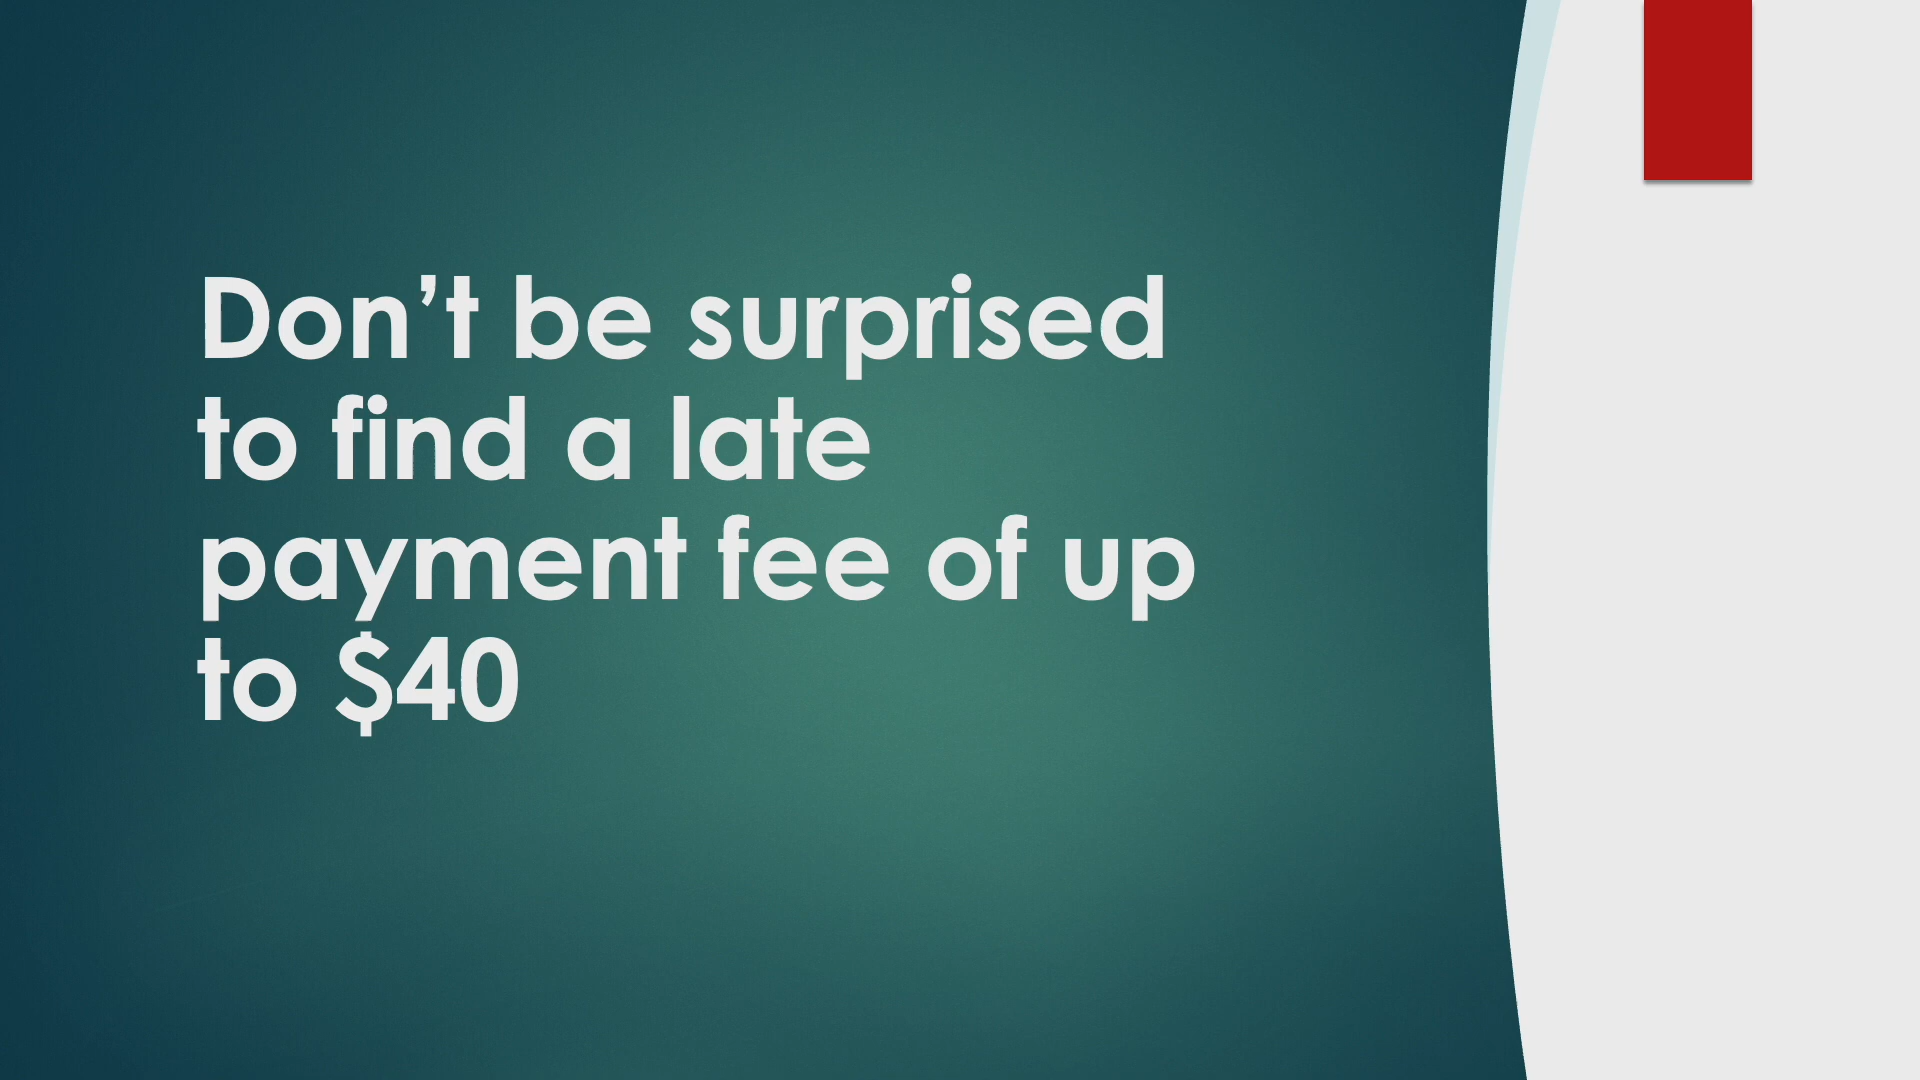 Don’t be surprised
to find a late
payment fee of up
to $40